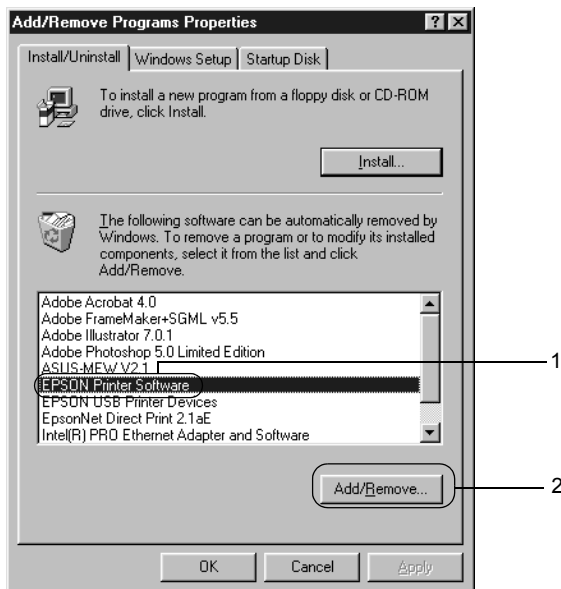 Add/Remove Programs Properties
Install/Uninstall
Windows Setup
Startup Disk
To install a new program from a floppy disk or CD-ROM
drive, click Install.
Install...
The following software can be automatically removed by
Windows. To remove a program or to modify its installed
components, select it from the list and click
Add/Remove.
Adobe Acrobat 4.0
Adobe FrameMaker+SGML v5.5
Adobe Illustrator 7.0.1
Adobe Photoshop 5.0 Limited Edition
ASUS-MEW V2.1
1
EPSON Printer Software
EPSON USB Printer Devices
EpsonNet Direct Print 2.1aE
Intel(R) PRO Ethernet Adapter and Software
Add/Remove...
2
OK
Cancel
Apply